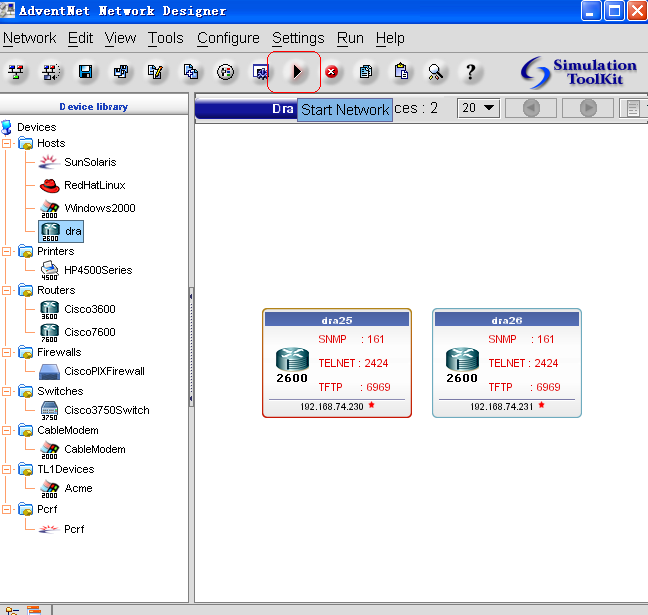 AdventNet Network Designer
Network Edit View Tools Configure Settings Run Help
?
Simulation
ToolKit
Device library
Dra
Start Network
ces : 2
20
Devices
Hosts
SunSolaris
RedHatLinux
2000
Windows2000
2600
dra
Printers
4500
HP4500Series
Routers
3600
Cisco3600
7600
Cisco7600
Firewalls
CiscoPIXFirewall
Switches
3750
Cisco3750Switch
CableModem
2000
CableModem
TL1Devices
2000
Acme
Pcrf
Pcrf
dra25
SNMP : 161
TELNET : 2424
TFTP : 6969
2600
192.168.74.230 *
dra26
SNMP : 161
TELNET : 2424
TFTP : 6969
2600
192.168.74.231 *